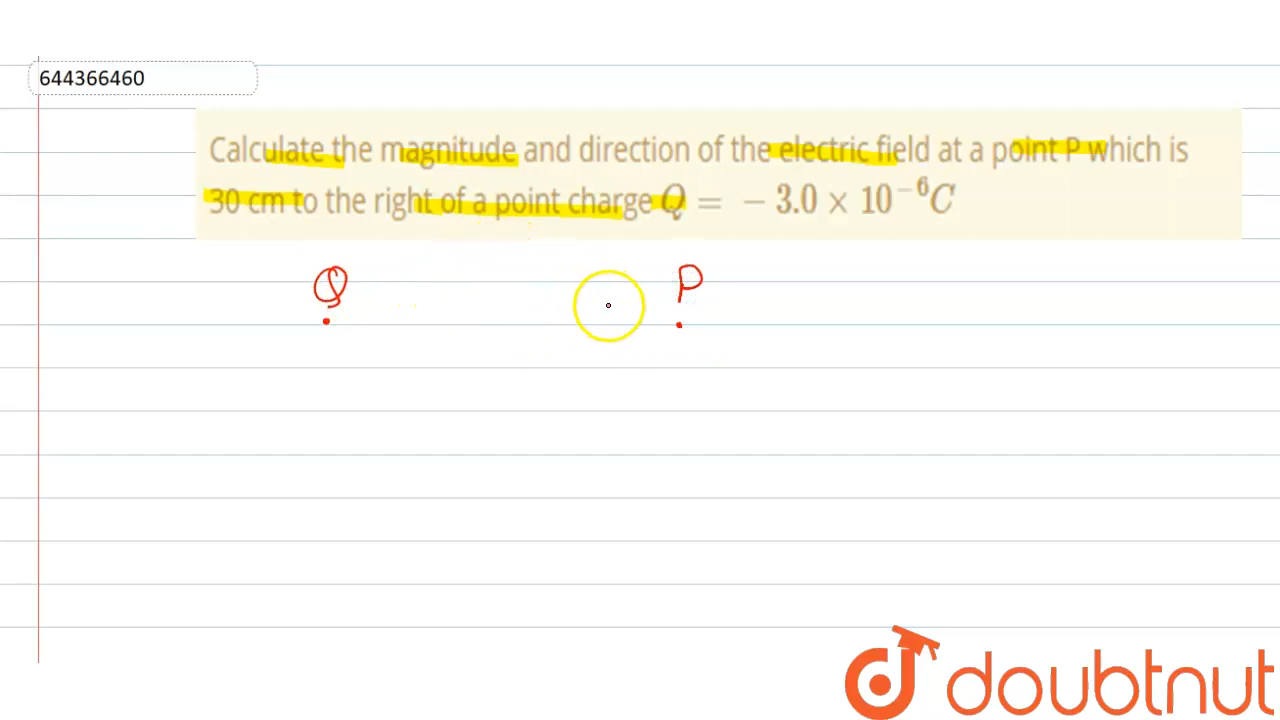 644366460
Calculate the magnitude and direction of the electric field at a point P which is
30 cm to the right of a point charge Q = − 3.0 × 10⁻⁶C
Q P
doubtnut